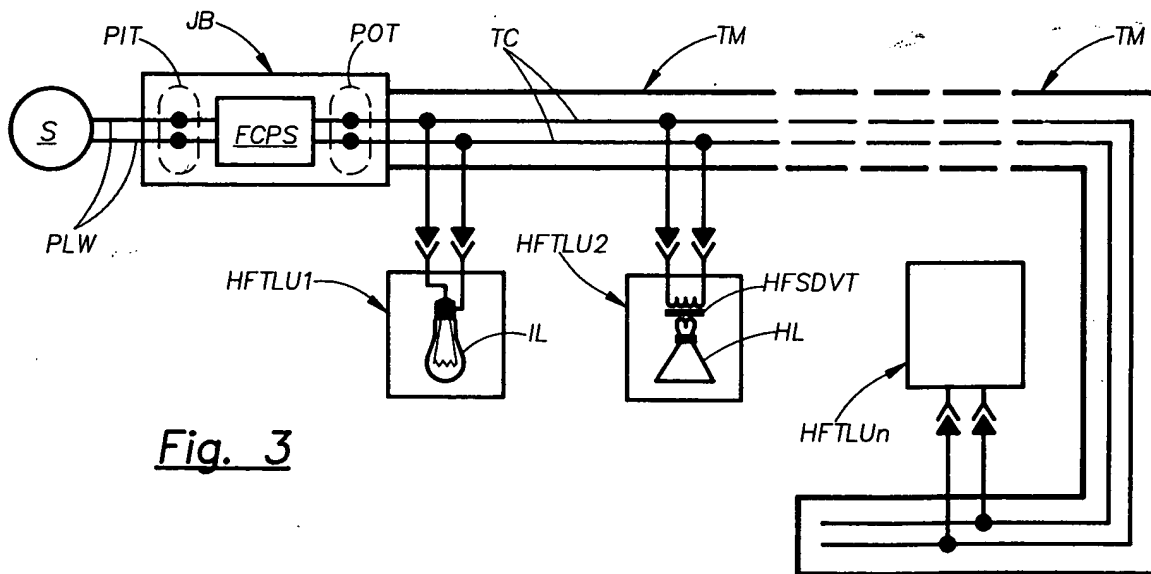 JB
PIT
POT
TC
TM
TM
S
FCPS
PLW
HFTLU1
IL
HFTLU2
HFSDVT
HL
HFTLUn
Fig. 3